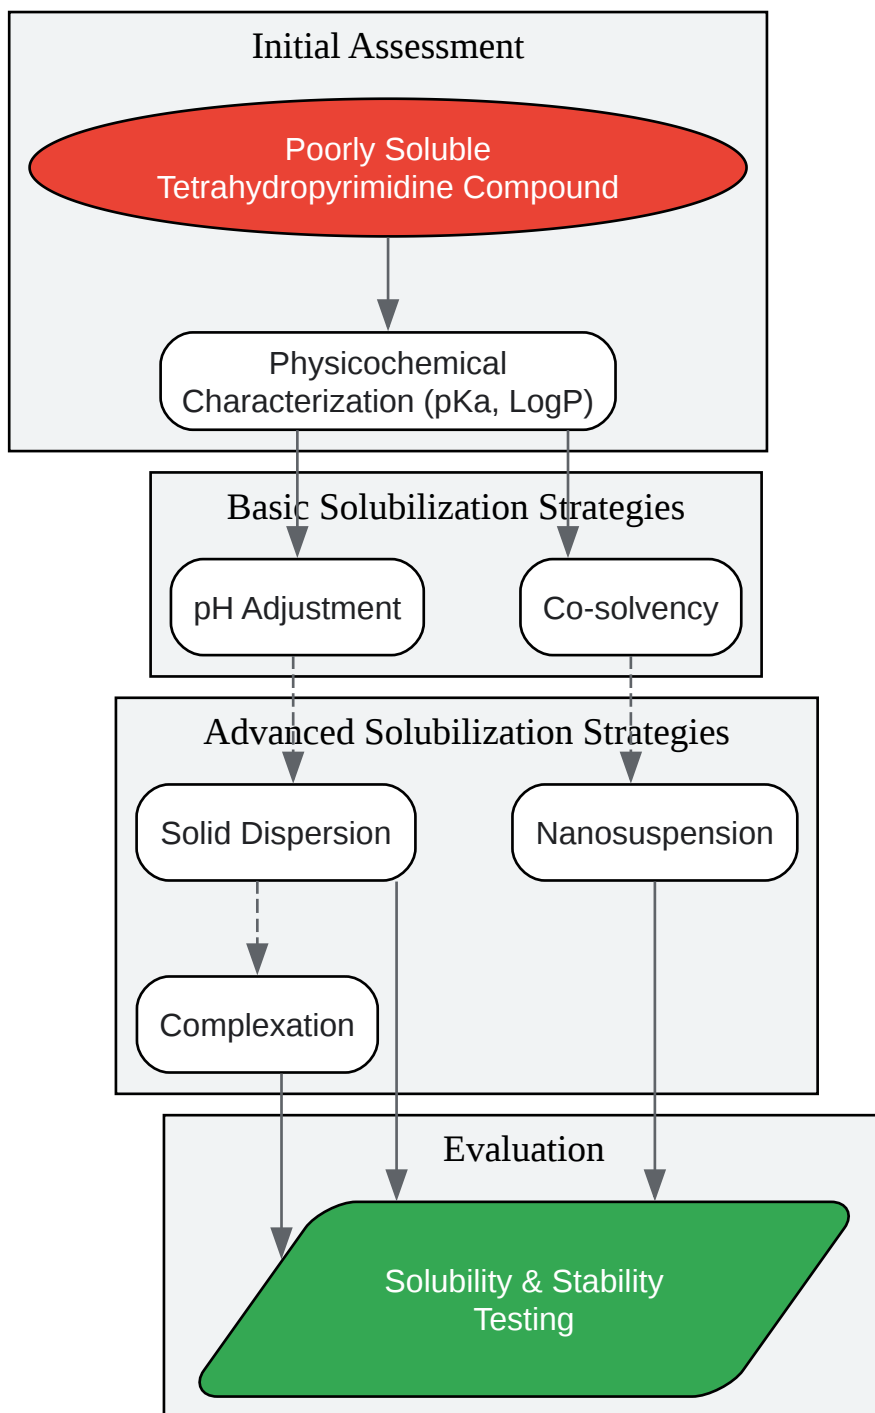 Initial Assessment
Poorly Soluble
Tetrahydropyrimidine Compound
Physicochemical
Characterization (pKa, LogP)
Basic Solubilization Strategies
pH Adjustment
Co-solvency
Advanced Solubilization Strategies
Solid Dispersion
Nanosuspension
Complexation
Evaluation
Solubility & Stability
Testing